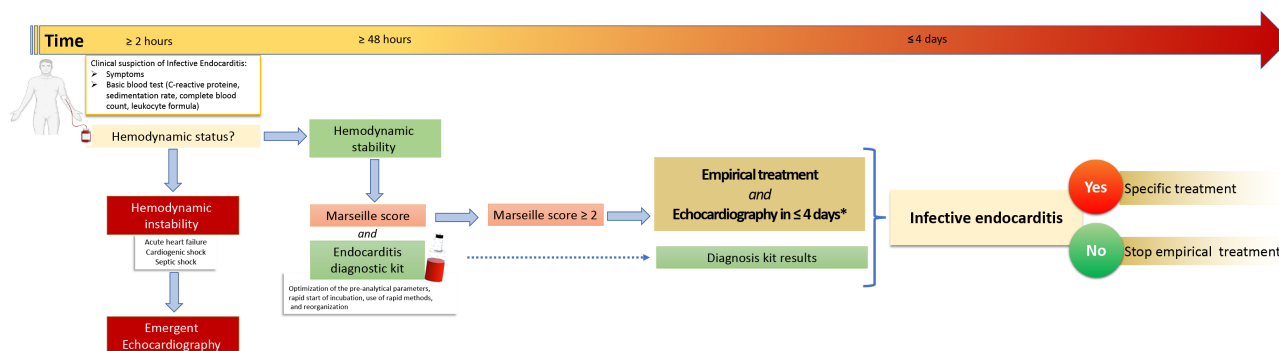 Time
≥ 2 hours
≥ 48 hours
≤ 4 days
Clinical suspicion of Infective Endocarditis:
➢ Symptoms
➢ Basic blood test (C-reactive proteine,
sedimentation rate, complete blood
count, leukocyte formula)
Hemodynamic status?
Hemodynamic
stability
Hemodynamic
instability
Acute heart failure
Cardiogenic shock
Septic shock
Emergent
Echocardiography
Marseille score
and
Endocarditis
diagnostic kit
Optimization of the pre-analytical parameters,
rapid start of incubation, use of rapid methods,
and reorganization
Marseille score ≥ 2
Empirical treatment
and
Echocardiography in ≤ 4 days*
Diagnosis kit results
Infective endocarditis
Yes
Specific treatment
No
Stop empirical treatment